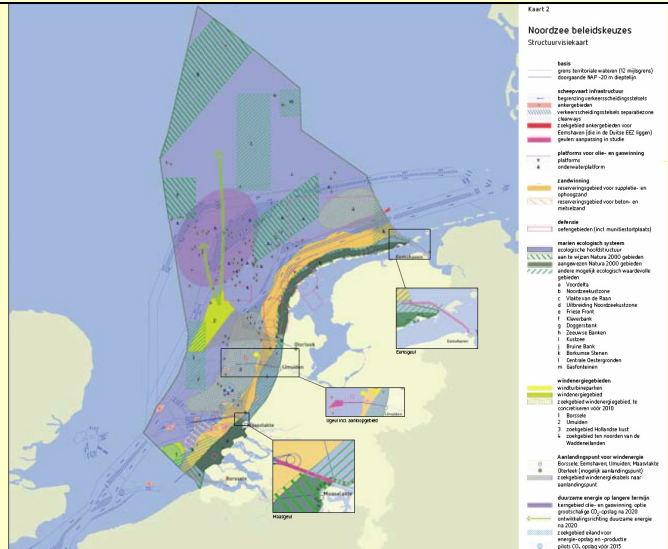 Kaart 2
Noordzee beleidskeuzes
Structuurvisiekaart
basis
grens territoriale wateren (12 mijlsgrens)
doorgaande NAP -20 m dieptelijn
scheepvaart infrastructuur
begrenzing verkeersscheidingsstelsels
ankergebieden
verkeersscheidingsstelsels separatiezone
clearways
zoekgebied ankergebieden voor
Eemshaven (die in de Duitse EEZ liggen)
geulen: aanpassing in studie
platforms voor olie- en gaswinning
platforms
onderwaterplatform
zandwinning
reserveringsgebied voor suppletie- en
ophoogzand
reserveringsgebied voor beton- en
metselzand
defensie
oefengebieden (incl. munitiestortplaats)
marien ecologisch systeem
ecologische hoofdstructuur
aan te wijzen Natura 2000 gebieden
aangewezen Natura 2000 gebieden
andere mogelijk ecologisch waardevolle
gebieden
a Voordelta
b Noordzeekustzone
c Vlakte van de Raan
d Uitbreiding Noordzeekustzone
e Friese Front
f Klaverbank
g Doggersbank
h Zeeuwse Banken
i Kustzee
j Bruine Bank
k Borkumse Stenen
l Centrale Oestergronden
m Gasfonteinen
windenergiegebieden
windturbineparken
windenergiegebied
zoekgebied windenergiegebied, te
concretiseren vóór 2010
1 Borssele
2 IJmuiden
3 zoekgebied Hollandse kust
4 zoekgebied ten noorden van de
Waddeneilanden
Aanlandingspunt voor windenergie
Borssele; Eemshaven; IJmuiden; Maasvlakte
Oterleek (mogelijk aanlandingspunt)
zoekgebied windenergiekabels naar
aanlandingspunt
duurzame energie op langere termijn
kerngebied olie- en gaswinning, optie
grootschalige CO₂-opslag na 2020
ontwikkelingsrichting duurzame energie
na 2020
zoekgebied eiland voor
energie-opslag en -productie
pilots CO₂ opslag vóór 2015
Eemshaven
Eemshaven
Eemsgeul
Oterleek
IJmuiden
IJmuiden
IJgeul incl. aanloopgebied
Maasvlakte
Maasvlakte
Maasgeul
Borssele